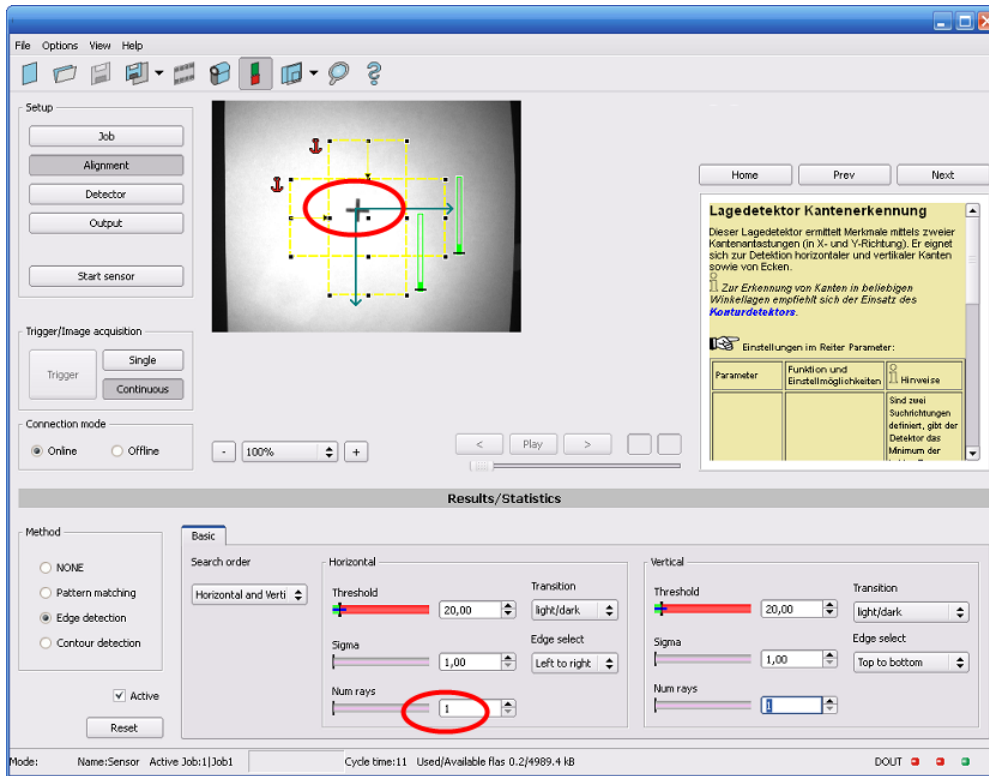 File Options View Help
Setup
Job
Alignment
Detector
Output
Start sensor
Trigger/Image acquisition
Trigger
Single
Continuous
Connection mode
Online
Offline
-
100%
+
<
Play
>
Home
Prev
Next
Lagedetektor Kantenerkennung
Dieser Lagedetektor ermittelt Merkmale mittels zweier
Kantenantastungen (in X- und Y-Richtung). Er eignet
sich zur Detektion horizontaler und vertikaler Kanten
sowie von Ecken.
Zur Erkennung von Kanten in beliebigen
Winkellagen empfiehlt sich der Einsatz des
Konturdetektors.
Einstellungen im Reiter Parameter:
Parameter
Funktion und
Einstellmöglichkeiten
Hinweise
Sind zwei
Suchrichtungen
definiert, gibt der
Detektor das
Minimum der
Results/Statistics
Method
NONE
Pattern matching
Edge detection
Contour detection
Active
Reset
Basic
Search order
Horizontal and Verti
Horizontal
Threshold
20,00
Transition
light/dark
Sigma
1,00
Edge select
Left to right
Num rays
1
Vertical
Threshold
20,00
Transition
light/dark
Sigma
1,00
Edge select
Top to bottom
Num rays
1
Mode: Name:Sensor Active Job:1|Job1 Cycle time:11 Used/Available flas 0.2/4989.4 kB DOUT